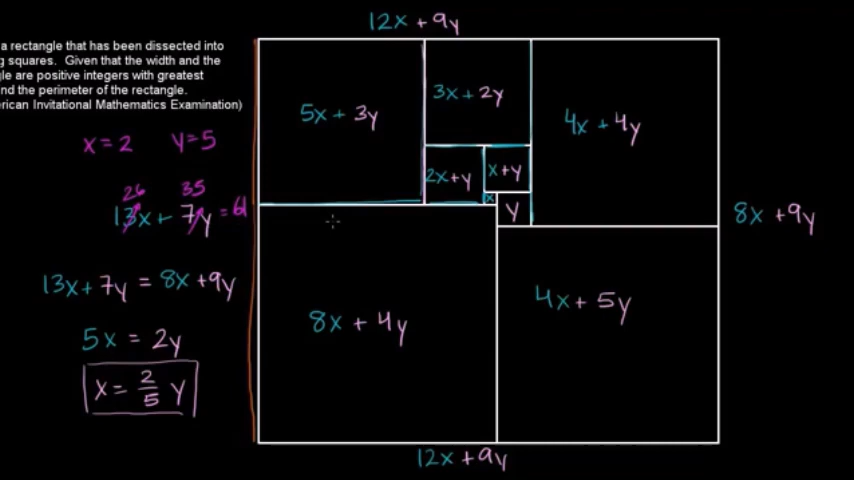 12x + 9y
a rectangle that has been dissected into
g squares. Given that the width and the
gle are positive integers with greatest
nd the perimeter of the rectangle.
erican Invitational Mathematics Examination)
5x + 3y
3x + 2y
4x + 4y
x = 2 y = 5
2x + y
x + y
x
y
26 35
13x + 7y = 61
8x + 9y
13x + 7y = 8x + 9y
8x + 4y
4x + 5y
5x = 2y
x = 2/5 y
12x + 9y